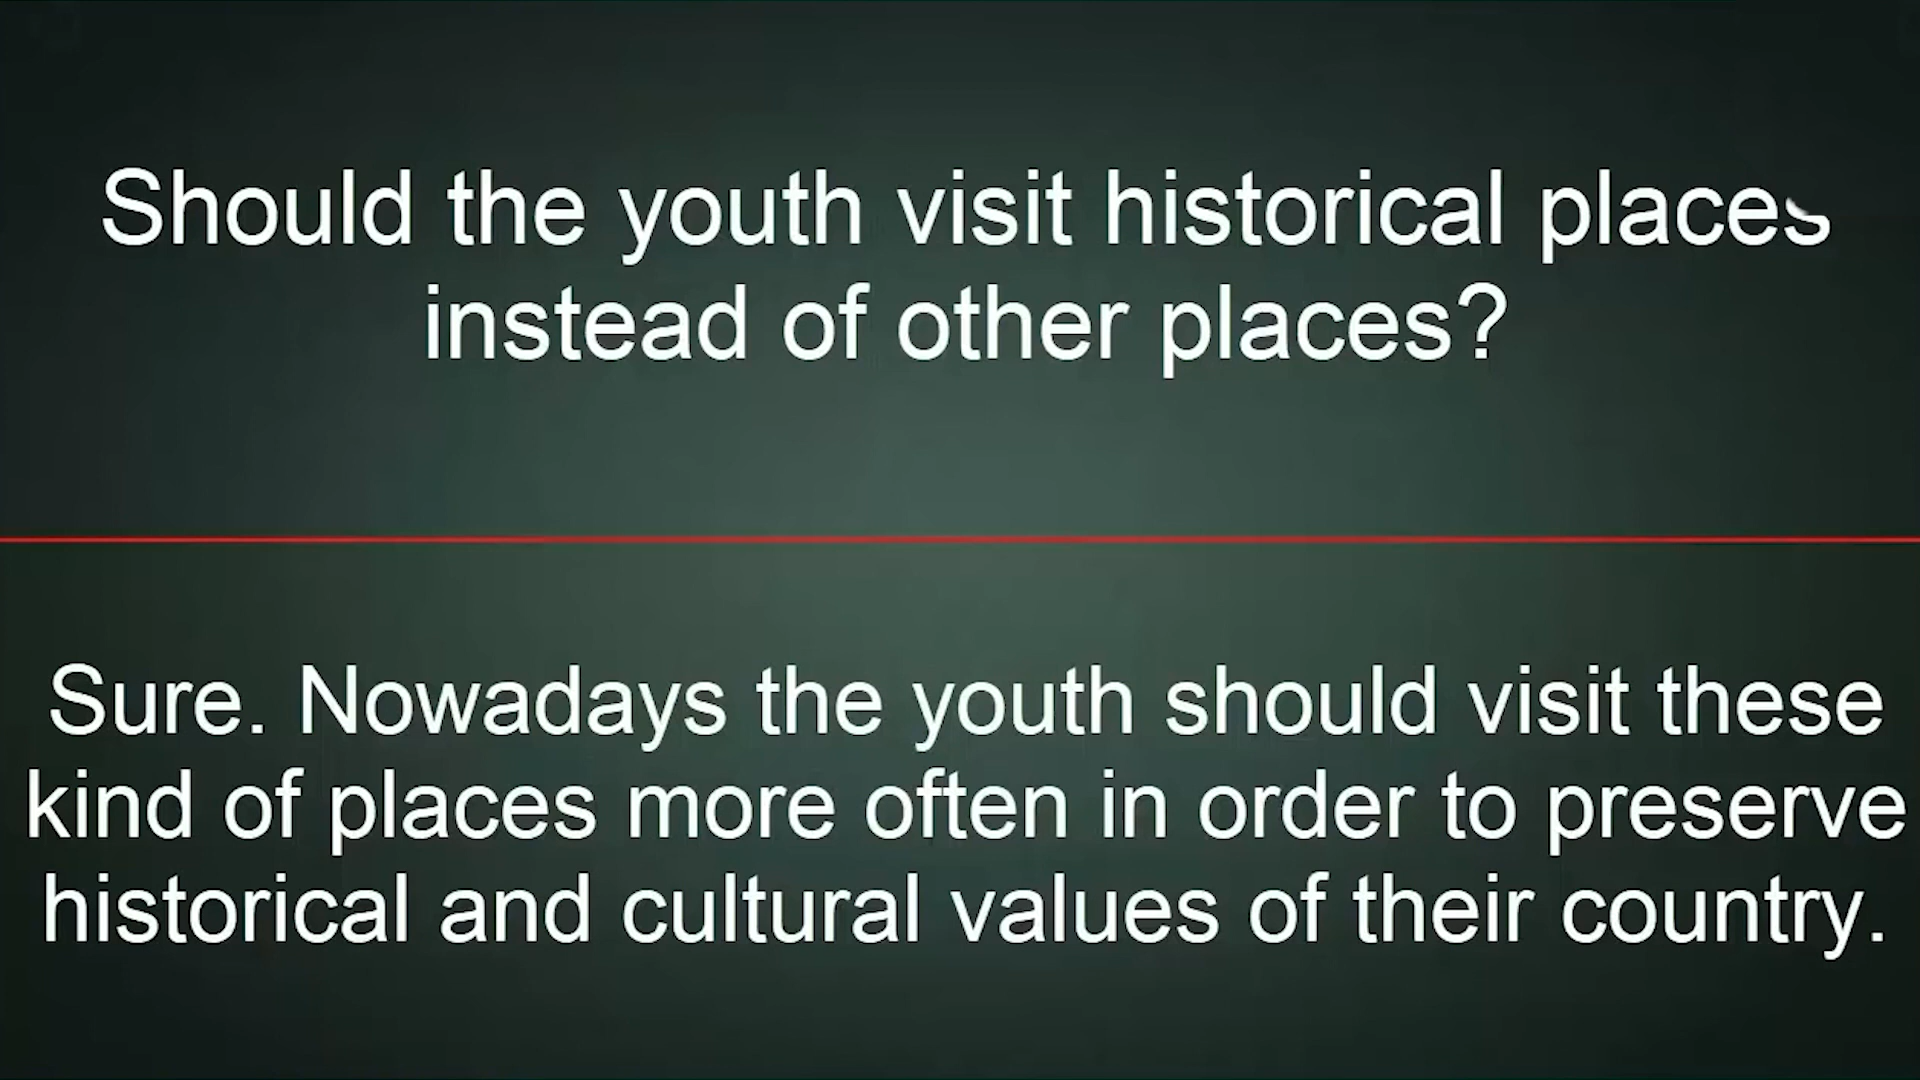 Should the youth visit historical places
instead of other places?
Sure. Nowadays the youth should visit these
kind of places more often in order to preserve
historical and cultural values of their country.